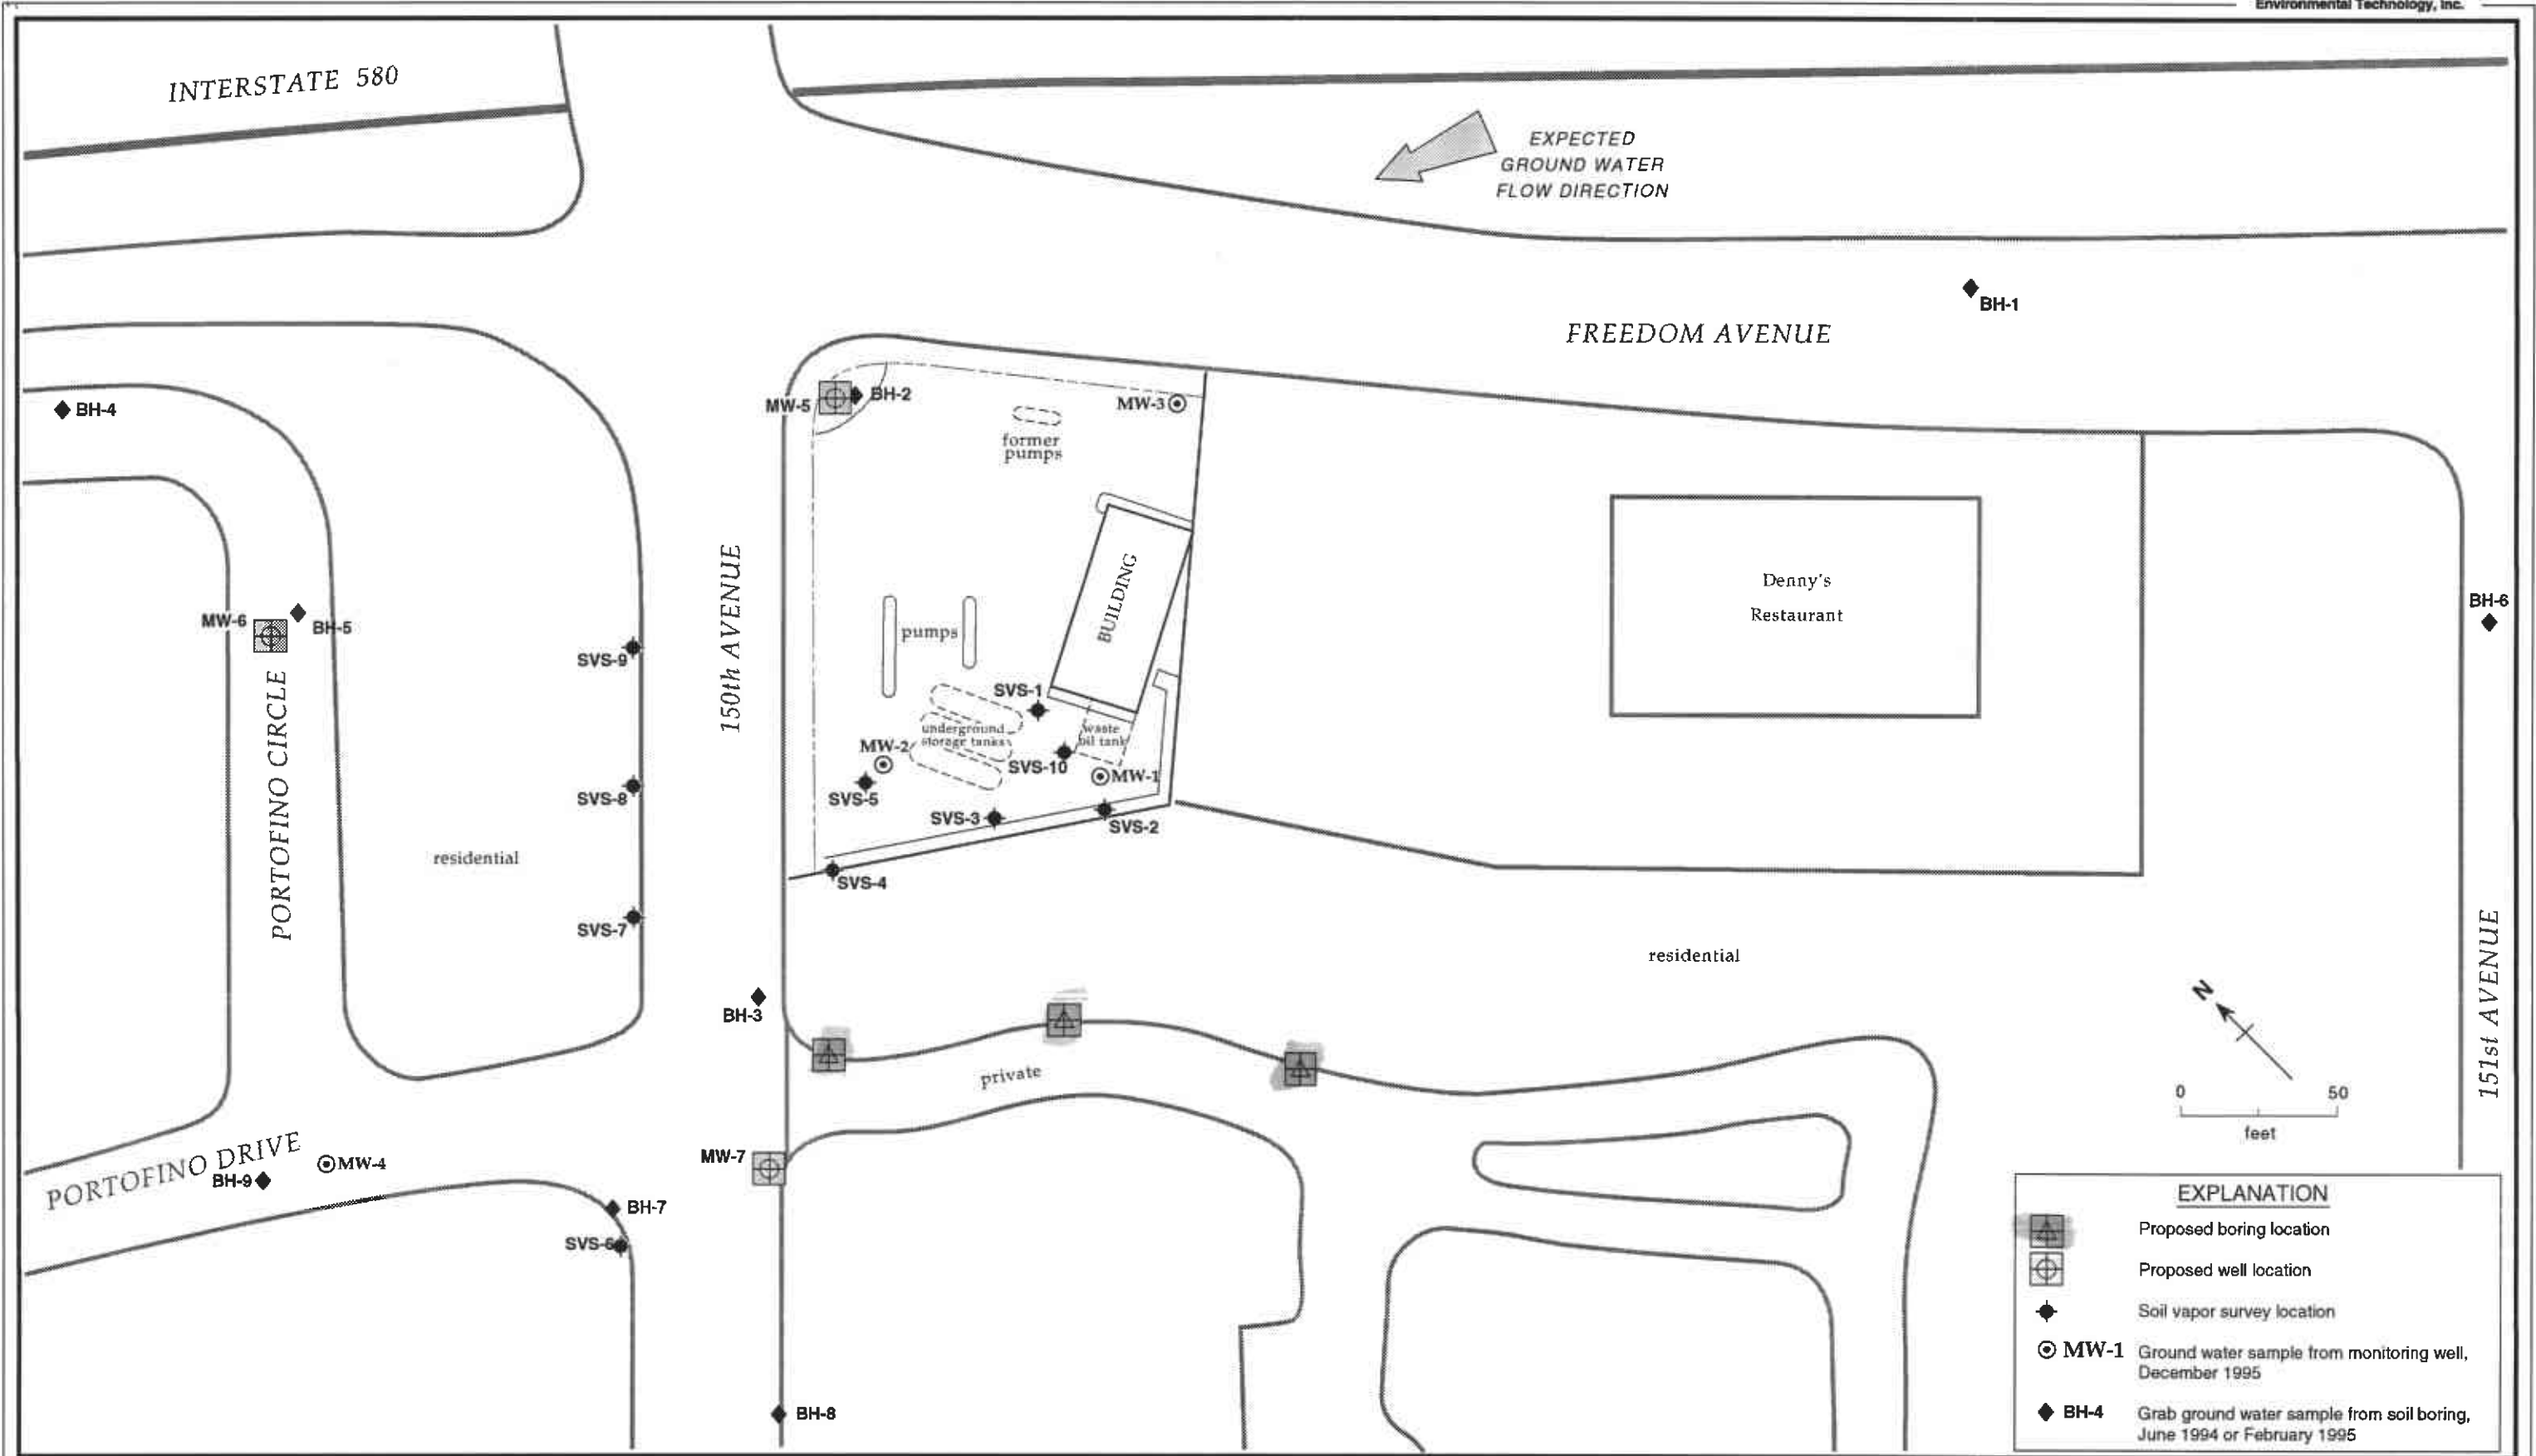 Environmental Technology, Inc.
INTERSTATE 580
EXPECTED
GROUND WATER
FLOW DIRECTION
BH-1
FREEDOM AVENUE
BH-4
MW-5
BH-2
MW-3
former
pumps
150th AVENUE
BUILDING
Denny's
Restaurant
BH-6
MW-6
BH-5
pumps
SVS-9
PORTOFINO CIRCLE
SVS-1
underground
storage tanks
waste
oil tank
MW-2
SVS-10
MW-1
SVS-8
SVS-5
SVS-3
SVS-2
residential
SVS-4
SVS-7
residential
151st AVENUE
BH-3
N
private
0 50
feet
PORTOFINO DRIVE
MW-4
BH-9
MW-7
BH-7
SVS-6
BH-8
EXPLANATION
Proposed boring location
Proposed well location
Soil vapor survey location
MW-1 Ground water sample from monitoring well,
December 1995
BH-4 Grab ground water sample from soil boring,
June 1994 or February 1995